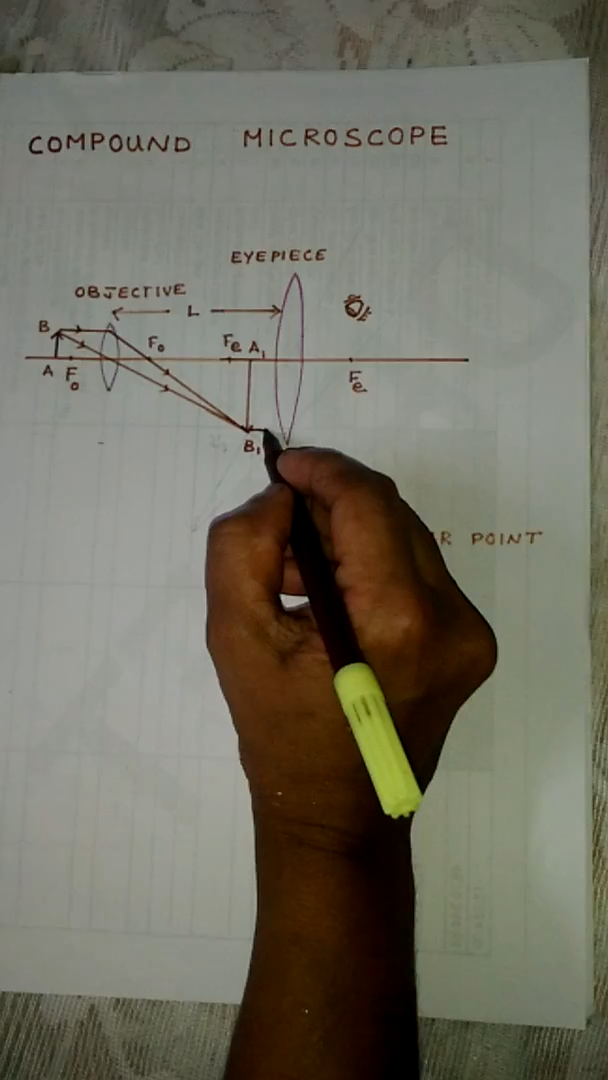 COMPOUND MICROSCOPE
EYEPIECE
OBJECTIVE
L
B
Fo Fe A1
A Fo Fe
B1
POINT